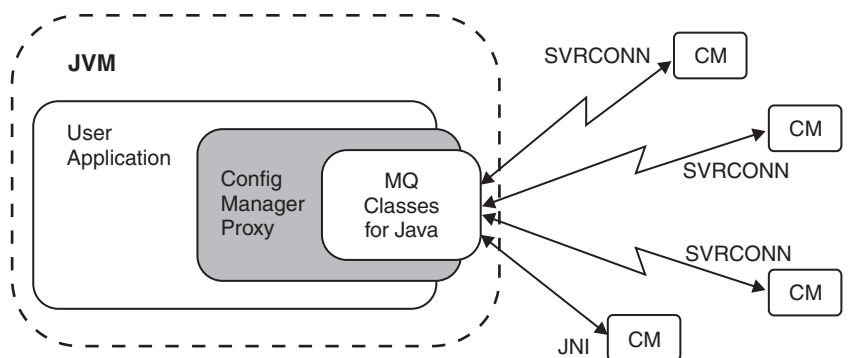 JVM
User
Application
Config
Manager
Proxy
MQ
Classes
for Java
SVRCONN
CM
CM
SVRCONN
SVRCONN
CM
JNI
CM